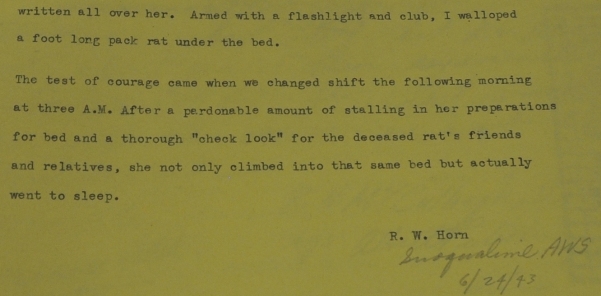 written all over her. Armed with a flashlight and club, I walloped
a foot long pack rat under the bed.
The test of courage came when we changed shift the following morning
at three A.M. After a pardonable amount of stalling in her preparations
for bed and a thorough "check look" for the deceased rat's friends
and relatives, she not only climbed into that same bed but actually
went to sleep.
R. W. Horn
Snoqualmie AWS
6/24/43